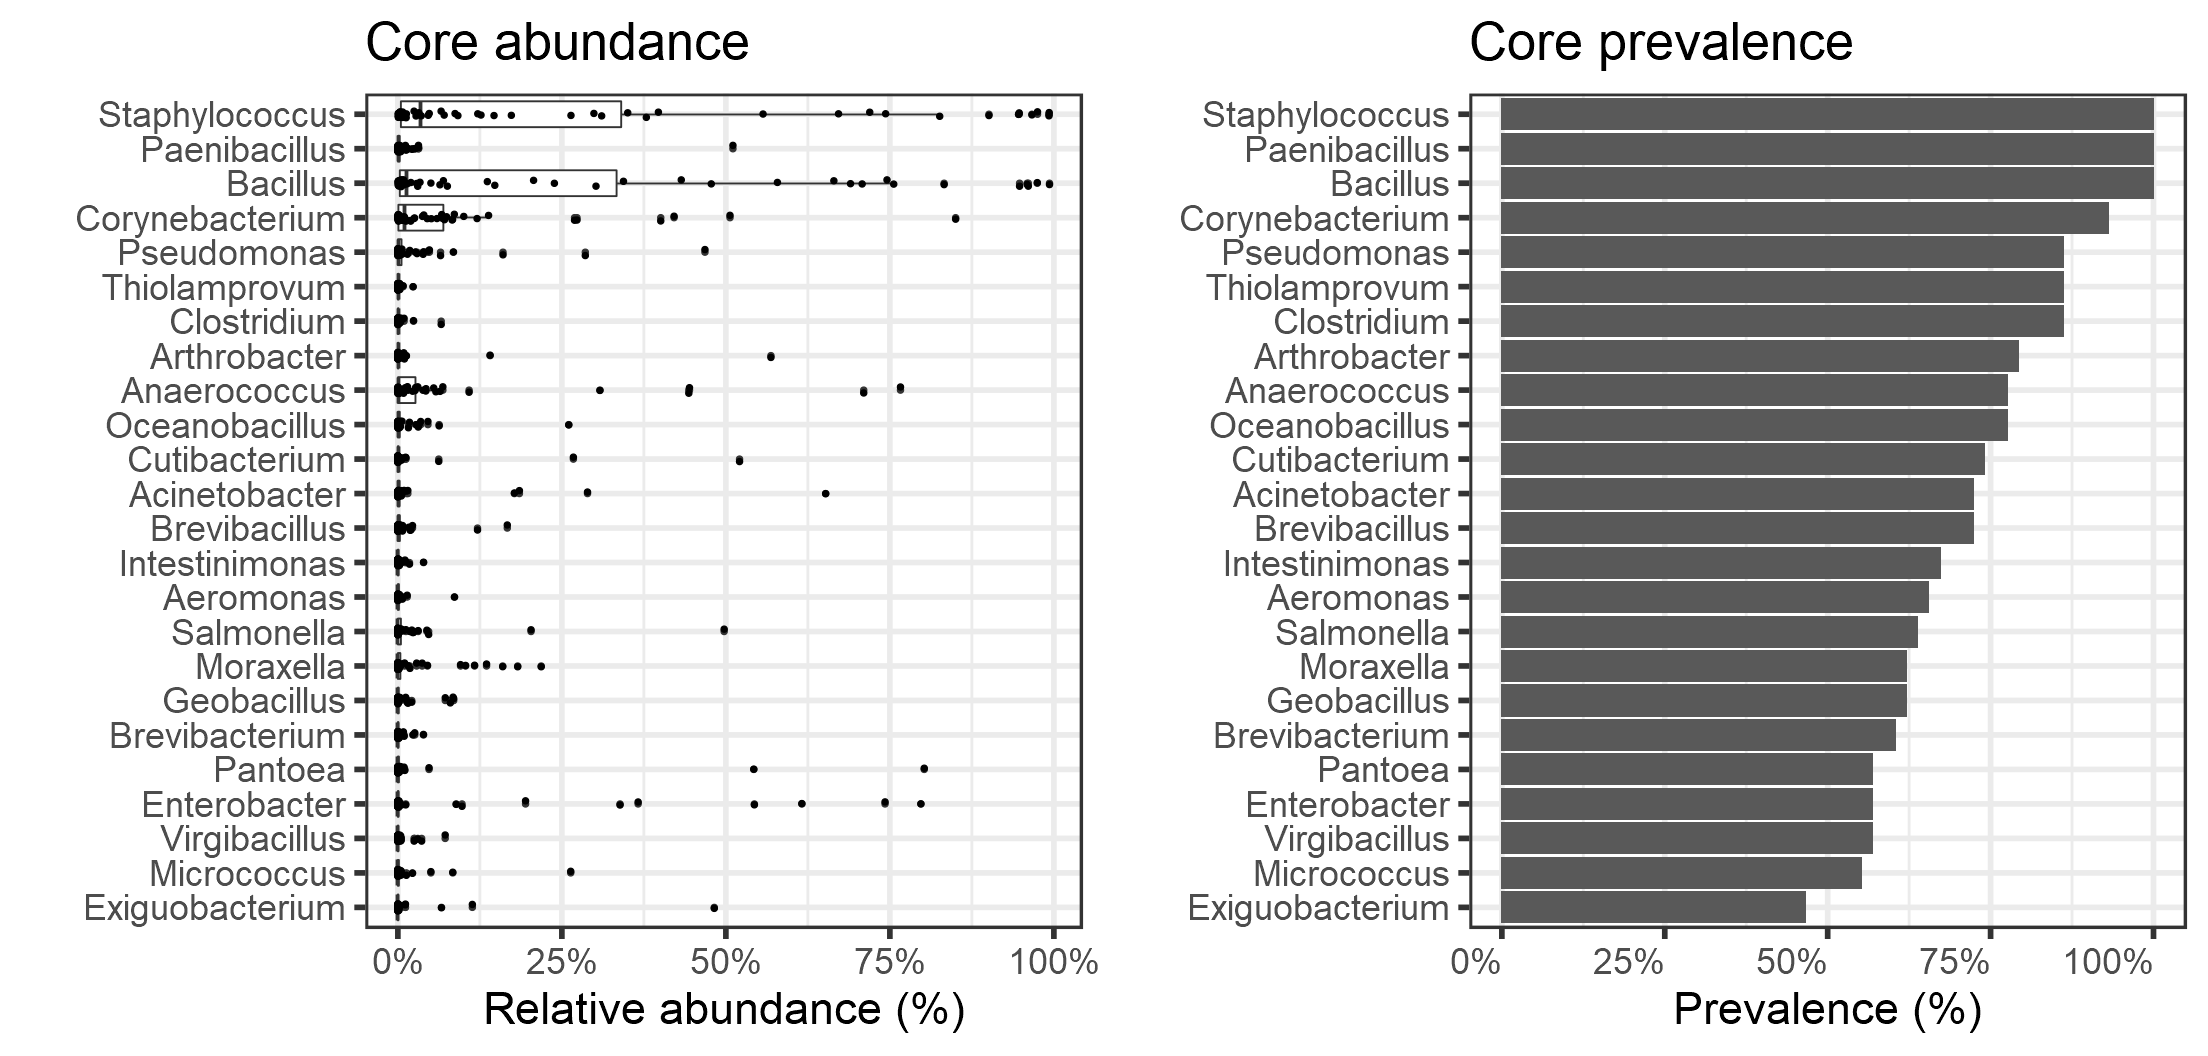 Core abundance
Staphylococcus
Paenibacillus
Bacillus
Corynebacterium
Pseudomonas
Thiolamprovum
Clostridium
Arthrobacter
Anaerococcus
Oceanobacillus
Cutibacterium
Acinetobacter
Brevibacillus
Intestinimonas
Aeromonas
Salmonella
Moraxella
Geobacillus
Brevibacterium
Pantoea
Enterobacter
Virgibacillus
Micrococcus
Exiguobacterium
0% 25% 50% 75% 100%
Relative abundance (%)
Core prevalence
Staphylococcus
Paenibacillus
Bacillus
Corynebacterium
Pseudomonas
Thiolamprovum
Clostridium
Arthrobacter
Anaerococcus
Oceanobacillus
Cutibacterium
Acinetobacter
Brevibacillus
Intestinimonas
Aeromonas
Salmonella
Moraxella
Geobacillus
Brevibacterium
Pantoea
Enterobacter
Virgibacillus
Micrococcus
Exiguobacterium
0% 25% 50% 75% 100%
Prevalence (%)